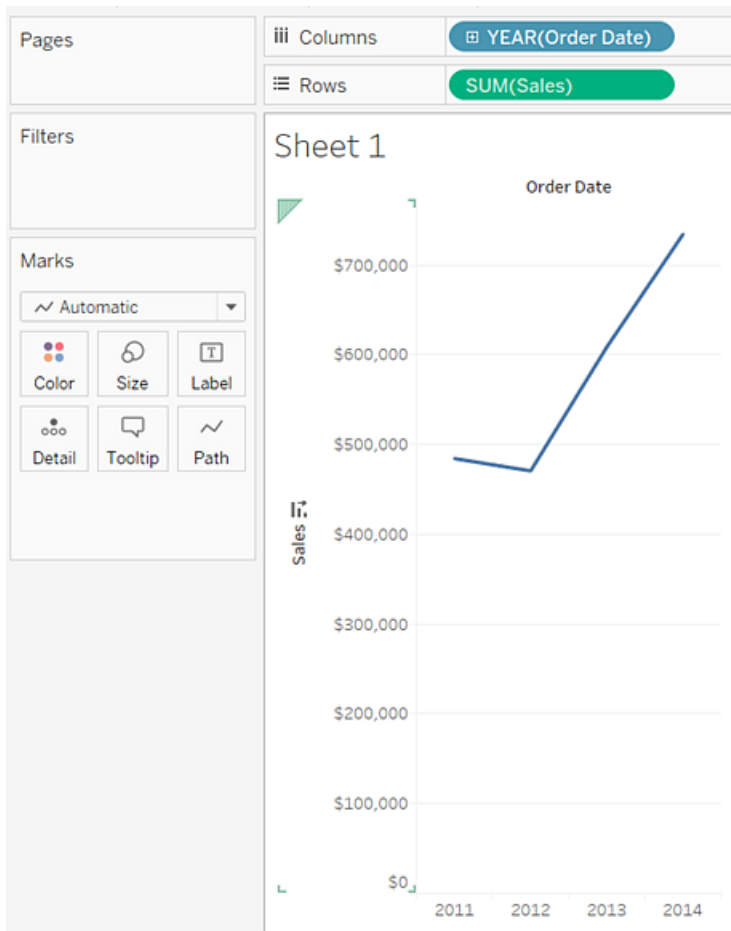 Pages
Columns
YEAR(Order Date)
Rows
SUM(Sales)
Filters
Sheet 1
Order Date
Marks
Automatic
Color
Size
Label
Detail
Tooltip
Path
Sales
$700,000
$600,000
$500,000
$400,000
$300,000
$200,000
$100,000
$0
2011 2012 2013 2014